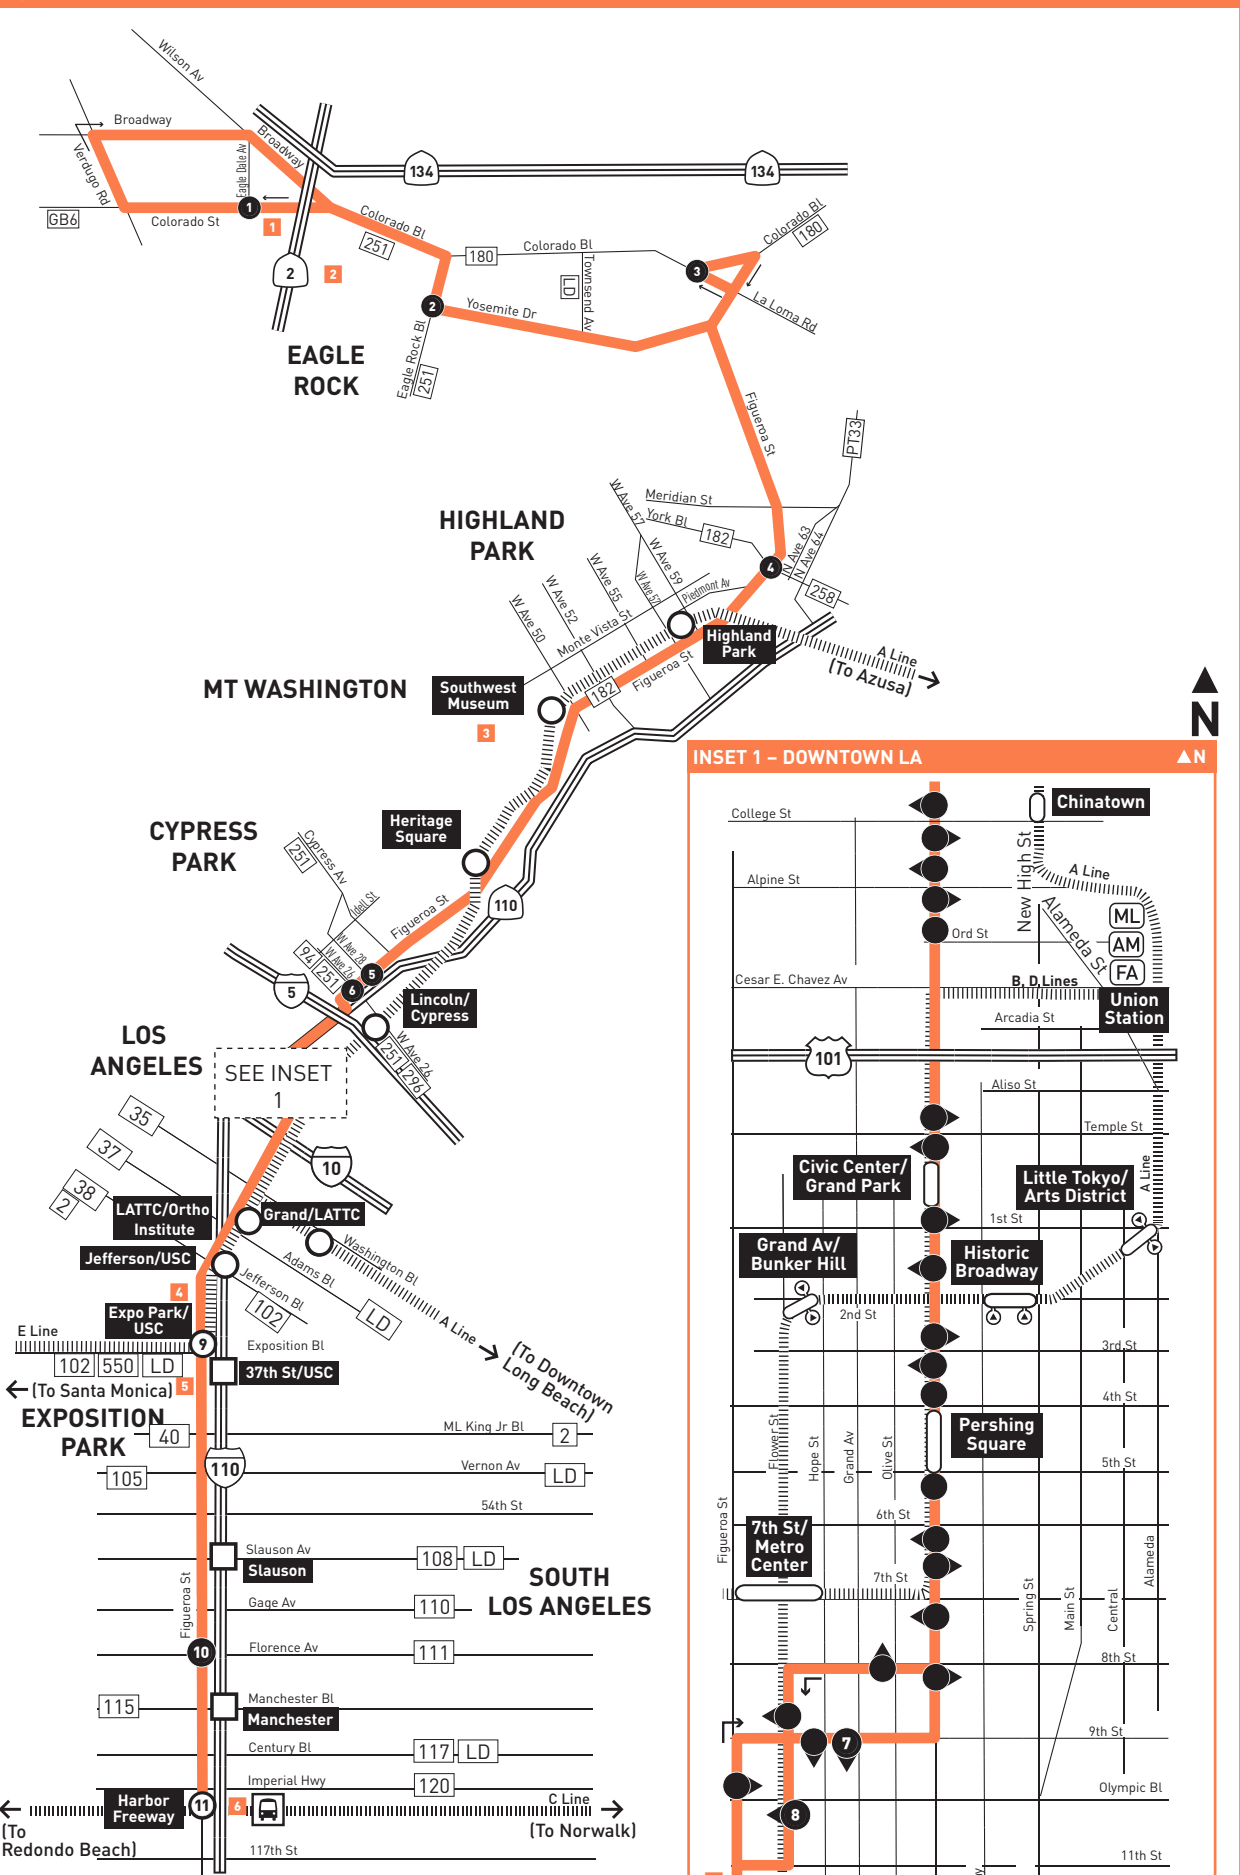 Wilson Av
Broadway
Broadway
Verdugo Rd
Eagle Dale Av
134
134
GB6
Colorado St
1
1
Colorado Bl
251
180
Colorado Bl
Colorado Bl
180
2
2
LD
Townsend Av
3
La Loma Rd
2
Yosemite Dr
EAGLE
ROCK
Eagle Rock Bl
251
Figueroa St
PT33
HIGHLAND
PARK
W Ave 57
Meridian St
York Bl
182
N Ave 63
N Ave 64
4
258
W Ave 59
W Ave 57
W Ave 55
W Ave 52
W Ave 50
Piedmont Av
Monte Vista St
Highland
Park
A Line
(To Azusa)
Figueroa St
182
MT WASHINGTON
Southwest
Museum
3
N
CYPRESS
PARK
Heritage
Square
Cypress Av
251
Idell St
Figueroa St
110
W Ave 28
W Ave 26
94
251
5
6
5
Lincoln/
Cypress
W Ave 26
251
296
LOS
ANGELES
SEE INSET
1
35
37
38
2
10
LATTC/Ortho
Institute
Grand/LATTC
Jefferson/USC
Washington Bl
Adams Bl
Jefferson Bl
102
LD
A Line
(To Downtown
Long Beach)
4
Expo Park/
USC
E Line
9
Exposition Bl
102
550
LD
37th St/USC
(To Santa Monica)
5
EXPOSITION
PARK
40
ML King Jr Bl
2
110
105
Vernon Av
LD
54th St
Slauson Av
108
LD
Slauson
SOUTH
LOS ANGELES
Figueroa St
Gage Av
110
10
Florence Av
111
115
Manchester Bl
Manchester
Century Bl
117
LD
Imperial Hwy
120
Harbor
Freeway
11
6
C Line
(To
Redondo Beach)
(To Norwalk)
117th St
INSET 1 – DOWNTOWN LA
N
College St
Chinatown
New High St
A Line
Alpine St
Alameda St
ML
AM
FA
Ord St
Cesar E. Chavez Av
B, D Lines
Union
Station
Arcadia St
101
Aliso St
Temple St
Civic Center/
Grand Park
Little Tokyo/
Arts District
A Line
1st St
Grand Av/
Bunker Hill
Historic
Broadway
2nd St
3rd St
4th St
Pershing
Square
Flower St
Hope St
Grand Av
Olive St
5th St
Figueroa St
6th St
7th St/
Metro
Center
7th St
Spring St
Main St
Central
Alameda
8th St
9th St
7
Olympic Bl
8
11th St